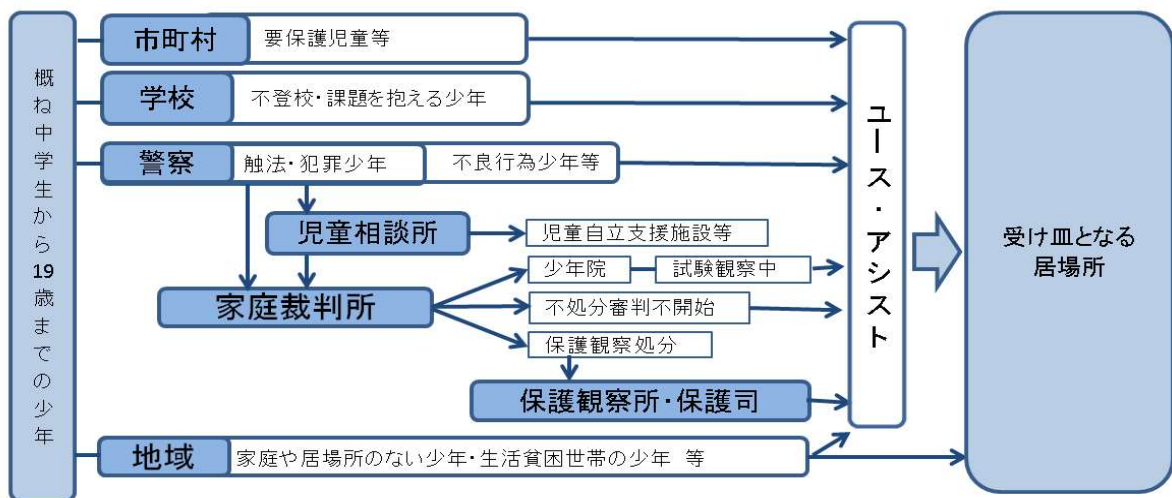 概ね中学生から19歳までの少年
市町村
要保護児童等
学校
不登校・課題を抱える少年
警察
触法・犯罪少年
不良行為少年等
児童相談所
児童自立支援施設等
少年院
試験観察中
家庭裁判所
不処分審判不開始
保護観察処分
保護観察所・保護司
地域
家庭や居場所のない少年・生活貧困世帯の少年 等
ユース・アシスト
受け皿となる
居場所